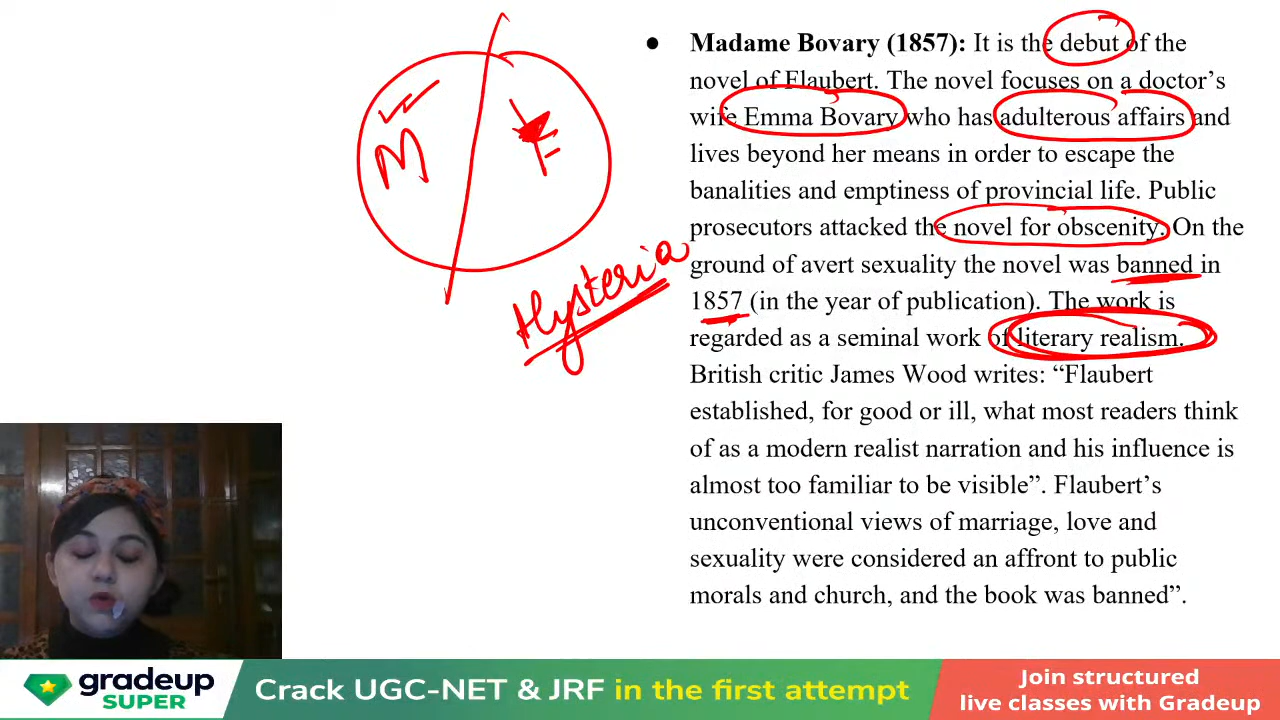 ● Madame Bovary (1857): It is the debut of the
novel of Flaubert. The novel focuses on a doctor's
wife Emma Bovary who has adulterous affairs and
lives beyond her means in order to escape the
banalities and emptiness of provincial life. Public
prosecutors attacked the novel for obscenity. On the
ground of avert sexuality the novel was banned in
1857 (in the year of publication). The work is
regarded as a seminal work of literary realism.
British critic James Wood writes: “Flaubert
established, for good or ill, what most readers think
of as a modern realist narration and his influence is
almost too familiar to be visible”. Flaubert’s
unconventional views of marriage, love and
sexuality were considered an affront to public
morals and church, and the book was banned”.
M
F
Hysteria
gradeup
SUPER
Crack UGC-NET & JRF in the first attempt
Join structured
live classes with Gradeup